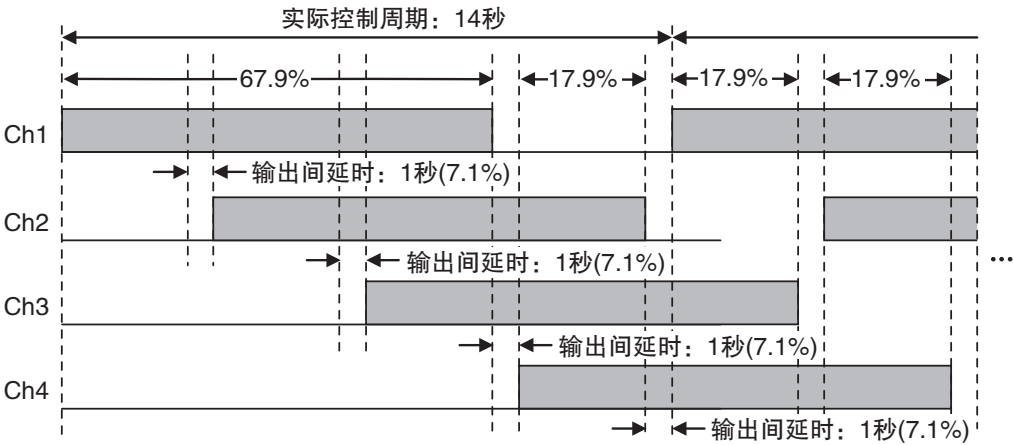 实际控制周期：14秒
67.9%
17.9%
17.9%
17.9%
Ch1
输出间延时：1秒(7.1%)
Ch2
输出间延时：1秒(7.1%)
...
Ch3
输出间延时：1秒(7.1%)
Ch4
输出间延时：1秒(7.1%)